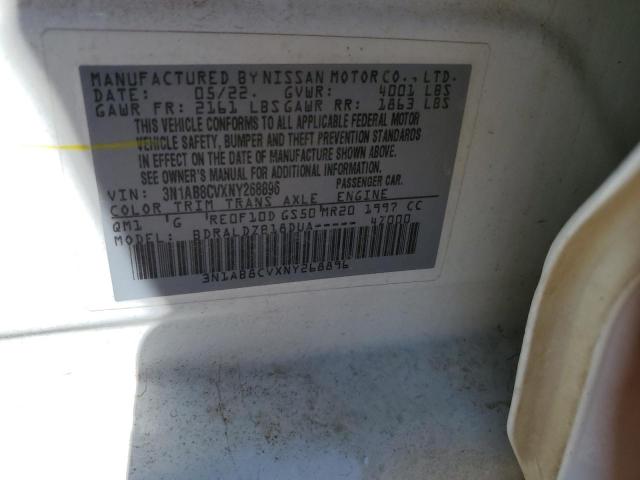 MANUFACTURED BY NISSAN MOTOR CO., LTD.
DATE: 05/22. GVWR: 4001 LBS
GAWR FR: 2161 LBS GAWR RR: 1863 LBS
THIS VEHICLE CONFORMS TO ALL APPLICABLE FEDERAL MOTOR
VEHICLE SAFETY, BUMPER AND THEFT PREVENTION STANDARDS
IN EFFECT ON THE DATE OF MANUFACTURE SHOWN ABOVE.
SEE OWNER'S MANUAL FOR ADDITIONAL INFORMATION.
VIN: 3N1AB8CVXNY268896 PASSENGER CAR.
COLOR TRIM TRANS AXLE ENGINE
QM1 G RE0F10D GS50 MR20 1997 CC
MODEL: BDRALDZB18DUA----- 42000
3N1AB8CVXNY268896